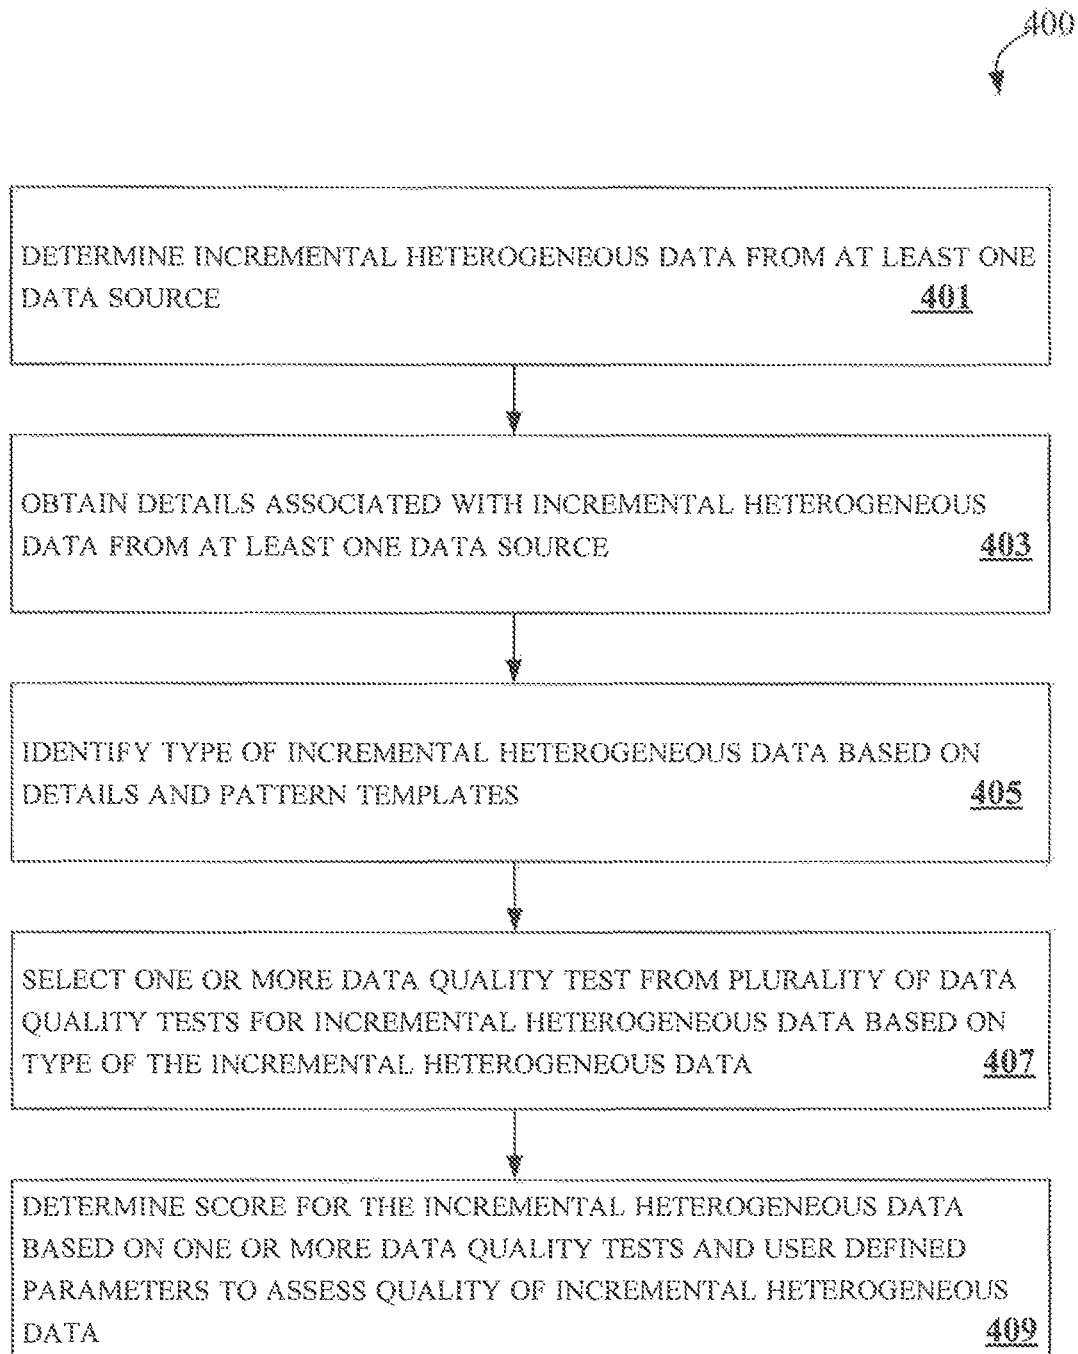 400
DETERMINE INCREMENTAL HETEROGENEOUS DATA FROM AT LEAST ONE
DATA SOURCE 401
OBTAIN DETAILS ASSOCIATED WITH INCREMENTAL HETEROGENEOUS
DATA FROM AT LEAST ONE DATA SOURCE 403
IDENTIFY TYPE OF INCREMENTAL HETEROGENEOUS DATA BASED ON
DETAILS AND PATTERN TEMPLATES 405
SELECT ONE OR MORE DATA QUALITY TEST FROM PLURALITY OF DATA
QUALITY TESTS FOR INCREMENTAL HETEROGENEOUS DATA BASED ON
TYPE OF THE INCREMENTAL HETEROGENEOUS DATA 407
DETERMINE SCORE FOR THE INCREMENTAL HETEROGENEOUS DATA
BASED ON ONE OR MORE DATA QUALITY TESTS AND USER DEFINED
PARAMETERS TO ASSESS QUALITY OF INCREMENTAL HETEROGENEOUS
DATA 409